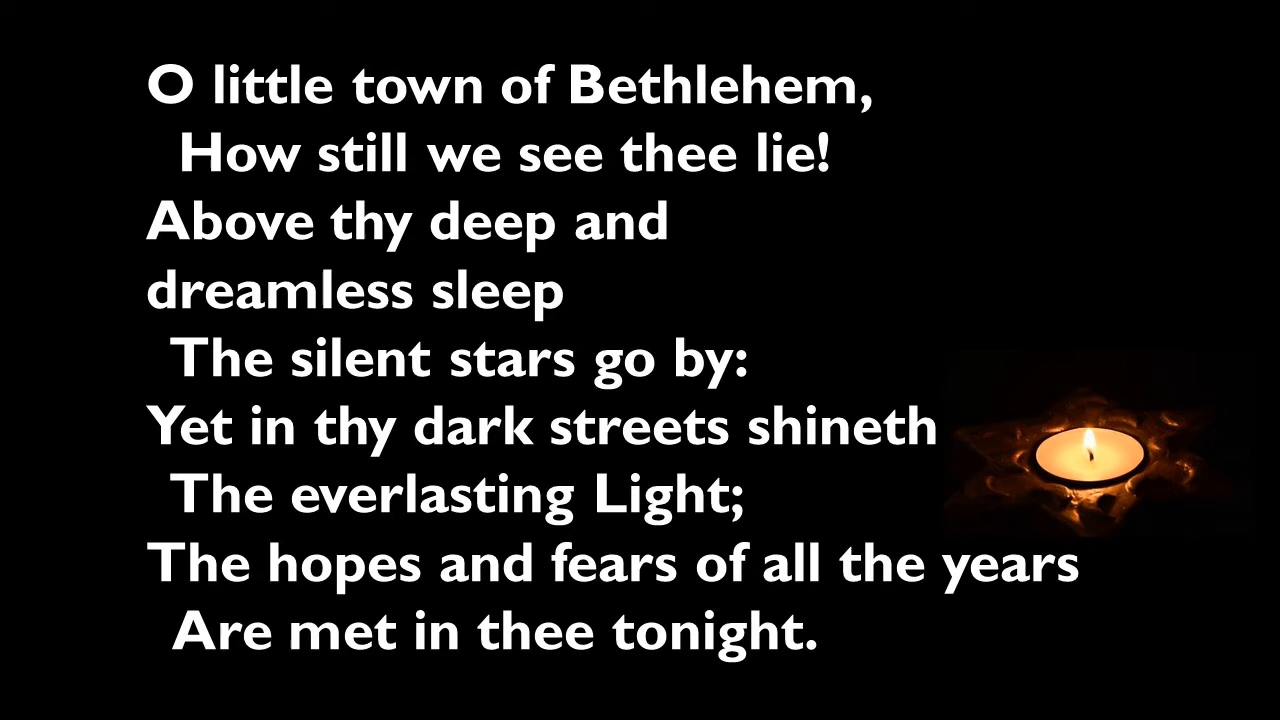 O little town of Bethlehem,
How still we see thee lie!
Above thy deep and
dreamless sleep
The silent stars go by:
Yet in thy dark streets shineth
The everlasting Light;
The hopes and fears of all the years
Are met in thee tonight.